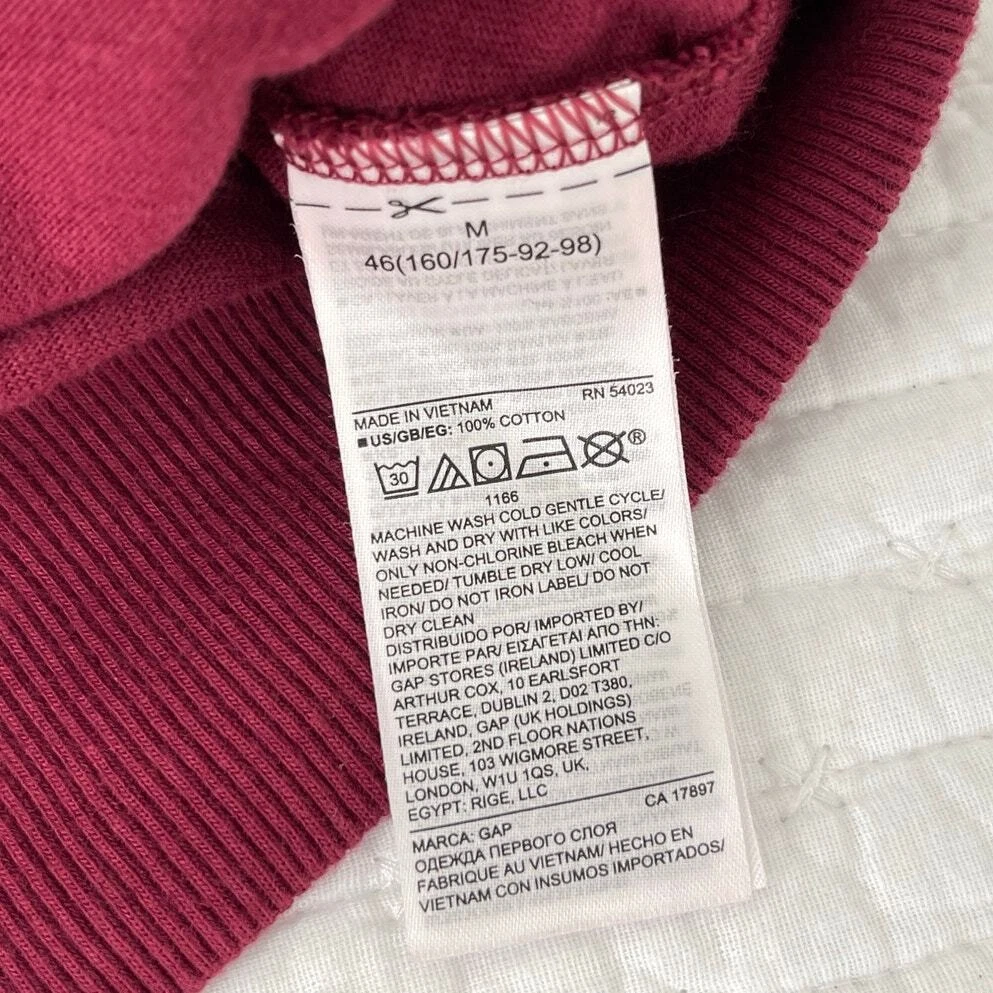 M
46(160/175-92-98)
MADE IN VIETNAM RN 54023
■US/GB/EG: 100% COTTON
30 ®
1166
MACHINE WASH COLD GENTLE CYCLE/
WASH AND DRY WITH LIKE COLORS/
ONLY NON-CHLORINE BLEACH WHEN
NEEDED/ TUMBLE DRY LOW/ COOL
IRON/ DO NOT IRON LABEL/ DO NOT
DRY CLEAN
DISTRIBUIDO POR/ IMPORTED BY/
IMPORTE PAR/ ΕΙΣΑΓΕΤΑΙ ΑΠΟ ΤΗΝ:
GAP STORES (IRELAND) LIMITED C/O
ARTHUR COX, 10 EARLSFORT
TERRACE, DUBLIN 2, D02 T380,
IRELAND, GAP (UK HOLDINGS)
LIMITED, 2ND FLOOR NATIONS
HOUSE, 103 WIGMORE STREET,
LONDON, W1U 1QS, UK,
EGYPT: RIGE, LLC
CA 17897
MARCA: GAP
ОДЕЖДА ПЕРВОГО СЛОЯ
FABRIQUE AU VIETNAM/ HECHO EN
VIETNAM CON INSUMOS IMPORTADOS/